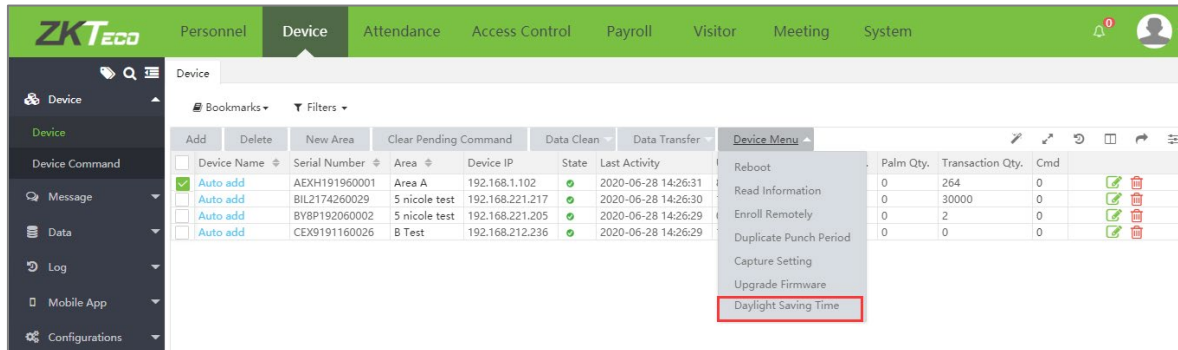 ZKTeco Personnel Device Attendance Access Control Payroll Visitor Meeting System 0
Device
Device
Bookmarks Filters
Device
Add Delete New Area Clear Pending Command Data Clean Data Transfer Device Menu
Device Command
Device Name Serial Number Area Device IP State Last Activity Palm Qty. Transaction Qty. Cmd
Auto add AEXH191960001 Area A 192.168.1.102 2020-06-28 14:26:31 0 264 0
Auto add BIL2174260029 5 nicole test 192.168.221.217 2020-06-28 14:26:30 0 30000 0
Auto add BY8P192060002 5 nicole test 192.168.221.205 2020-06-28 14:26:29 0 2 0
Auto add CEX9191160026 B Test 192.168.212.236 2020-06-28 14:26:29 0 0 0
Reboot
Read Information
Enroll Remotely
Duplicate Punch Period
Capture Setting
Upgrade Firmware
Daylight Saving Time
Message
Data
Log
Mobile App
Configurations